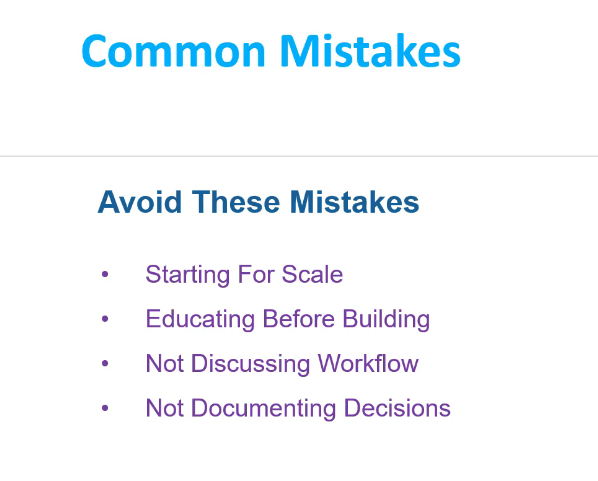 Common Mistakes
Avoid These Mistakes
• Starting For Scale
• Educating Before Building
• Not Discussing Workflow
• Not Documenting Decisions